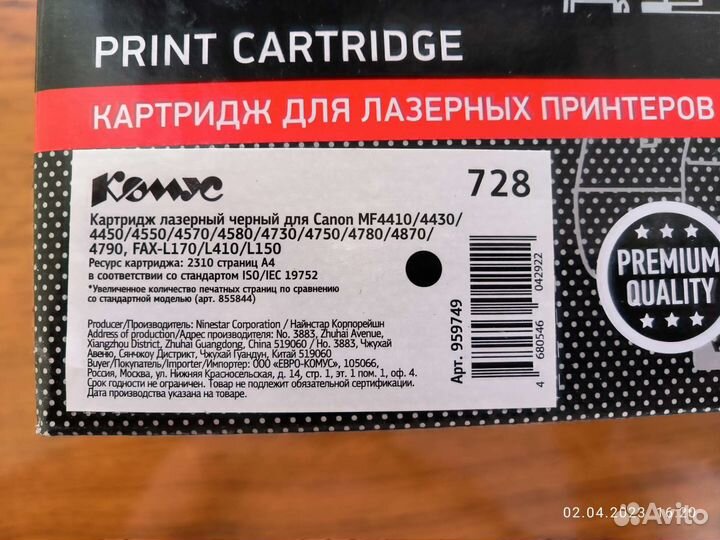 PRINT CARTRIDGE
КАРТРИДЖ ДЛЯ ЛАЗЕРНЫХ ПРИНТЕРОВ
Комус
728
Картридж лазерный черный для Canon MF4410/4430/
4450/4550/4570/4580/4730/4750/4780/4870/
4790, FAX-L170/L410/L150
Ресурс картриджа: 2310 страниц А4
в соответствии со стандартом ISO/IEC 19752
*Увеличенное количество печатных страниц по сравнению
со стандартной моделью (арт. 855844)
Producer/Производитель: Ninestar Corporation / Найнстар Корпорейшн
Address of production/Адрес производства: No. 3883, Zhuhai Avenue,
Xiangzhou District, Zhuhai Guangdong, China 519060 / Но. 3883, Чжухай
Авеню, Сянчжоу Дистрикт, Чжухай Гуандун, Китай 519060
Buyer/Покупатель/Importer/Импортер: ООО «ЕВРО-КОМУС», 105066,
Россия, Москва, ул. Нижняя Красносельская, д. 14, стр. 1, эт. 1 пом. 1, оф. 4.
Срок годности не ограничен. Товар не подлежит обязательной сертификации.
Дата производства указана на товаре.
Арт. 959749
4 680546 042922
PREMIUM
QUALITY
02.04.2023 16:20
Avito